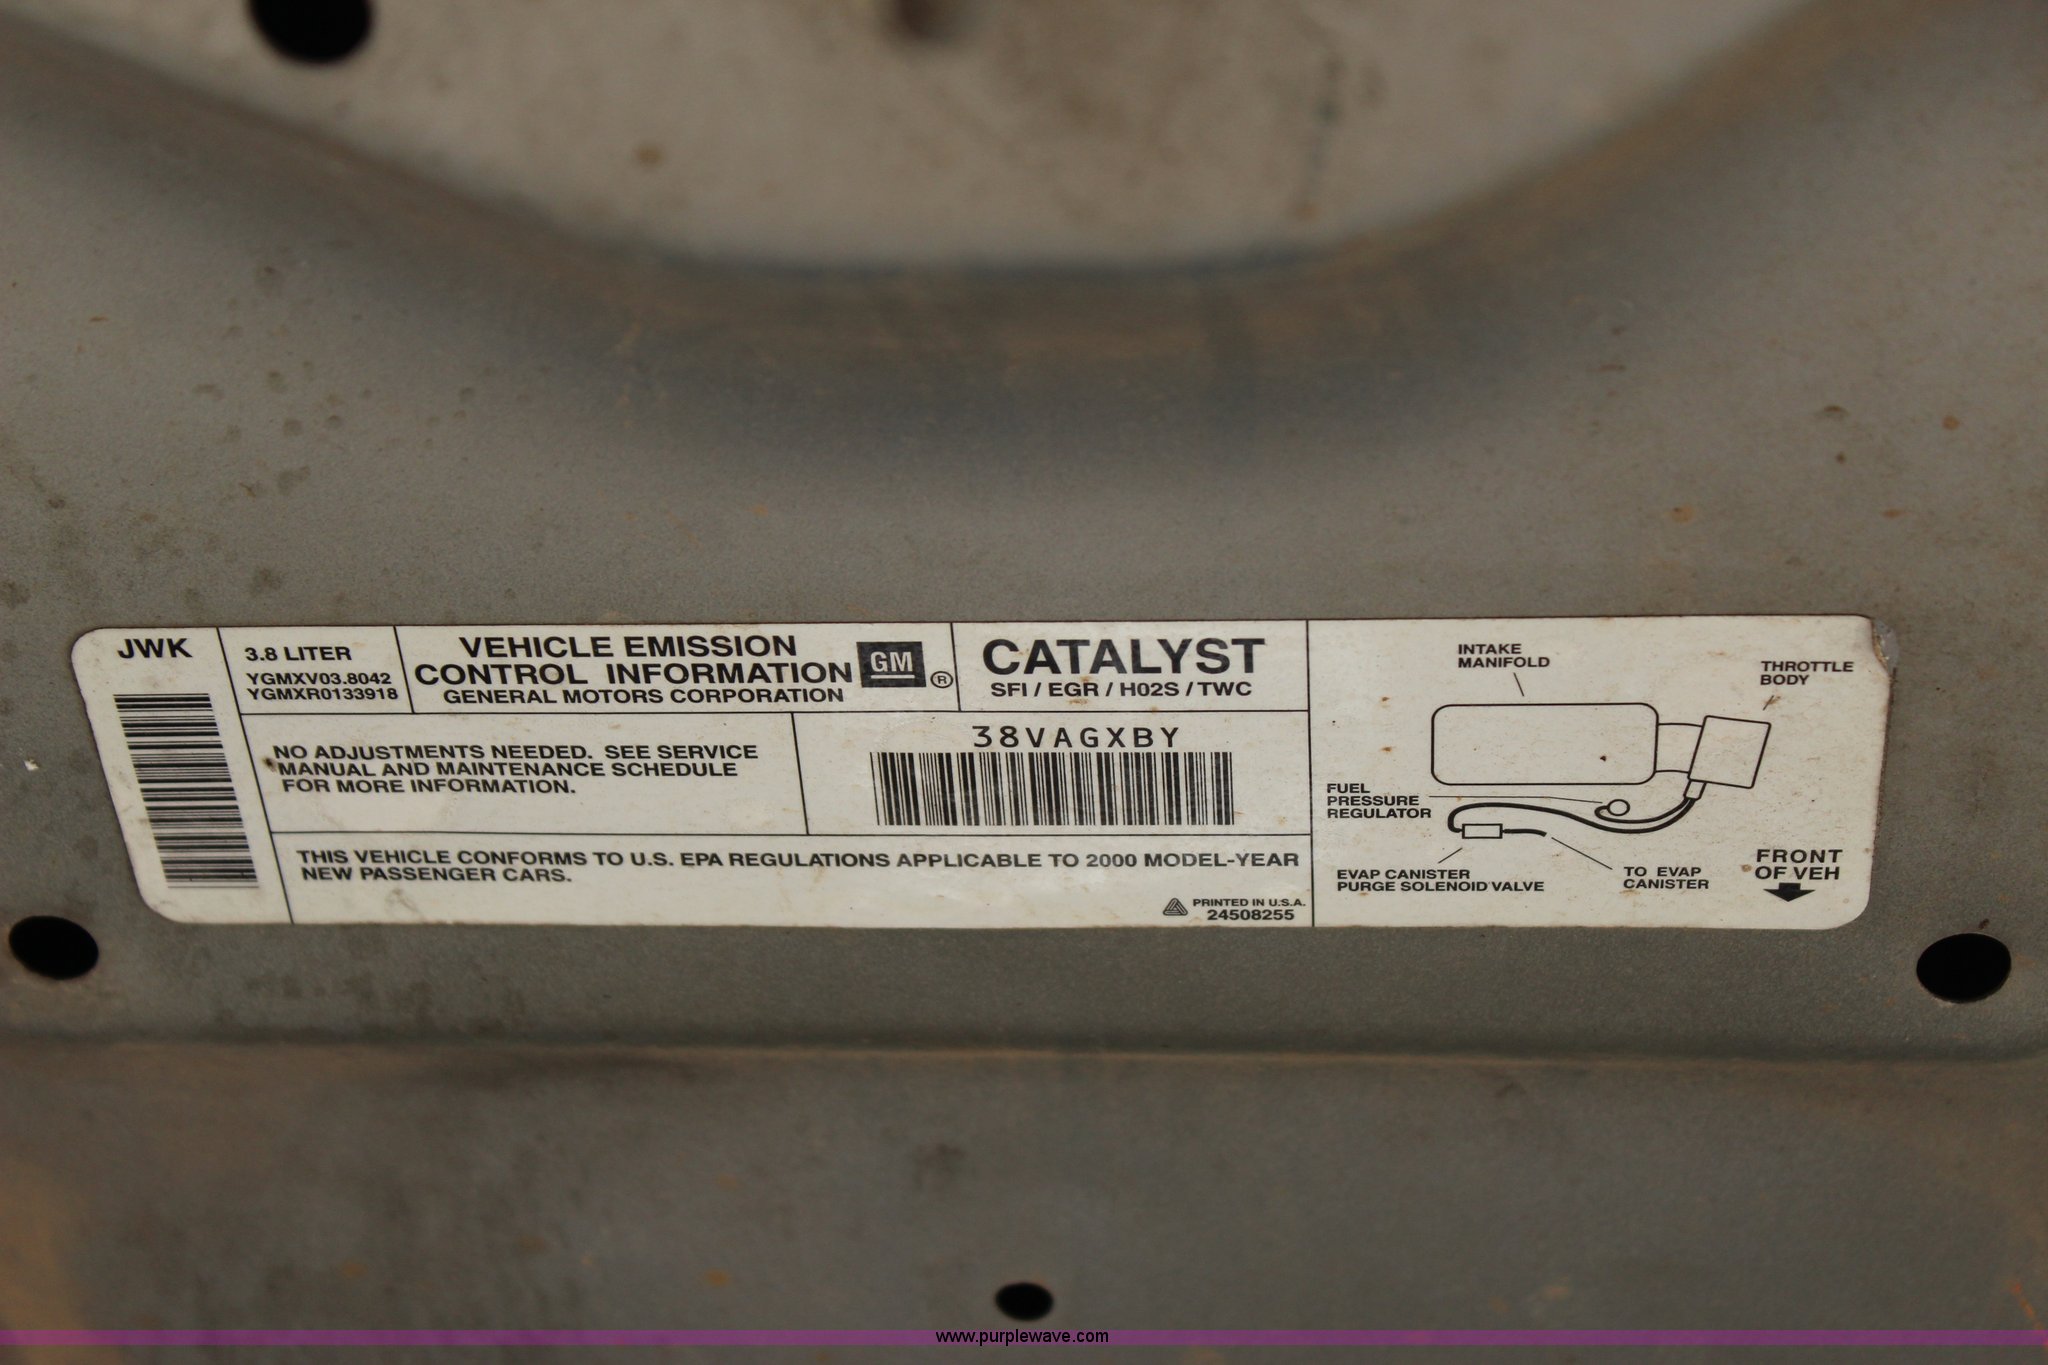 JWK
3.8 LITER
YGMXV03.8042
YGMXR0133918
VEHICLE EMISSION
CONTROL INFORMATION
GENERAL MOTORS CORPORATION
GM
®
CATALYST
SFI / EGR / H02S / TWC
NO ADJUSTMENTS NEEDED. SEE SERVICE
MANUAL AND MAINTENANCE SCHEDULE
FOR MORE INFORMATION.
38VAGXBY
THIS VEHICLE CONFORMS TO U.S. EPA REGULATIONS APPLICABLE TO 2000 MODEL-YEAR
NEW PASSENGER CARS.
PRINTED IN U.S.A.
24508255
INTAKE
MANIFOLD
THROTTLE
BODY
FUEL
PRESSURE
REGULATOR
EVAP CANISTER
PURGE SOLENOID VALVE
TO EVAP
CANISTER
FRONT
OF VEH
www.purplewave.com